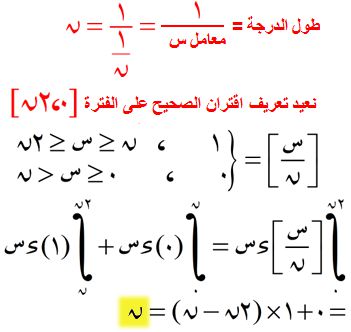 طول الدرجة = ١/معامل س = ١/(١/ن) = ن
نعيد تعريف اقتران الصحيح على الفترة [٠،٢ن]
[س/ن] = { ١ ، ن ≤ س ≤ ٢ن
٠ ، ٠ ≤ س < ن
∫٠^٢ن [س/ن] ءس = ∫٠^ن (٠) ءس + ∫ن^٢ن (١) ءس
= ٠ + ١×(٢ن − ن) = ن